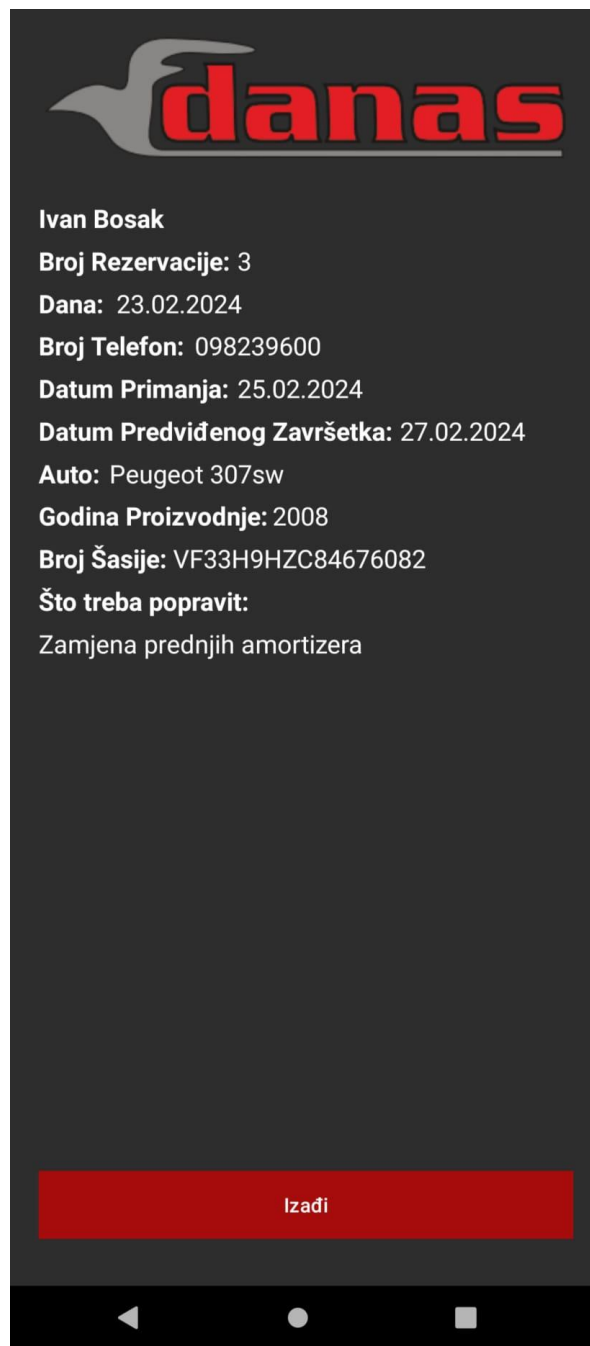 danas
Ivan Bosak
Broj Rezervacije: 3
Dana: 23.02.2024
Broj Telefon: 098239600
Datum Primanja: 25.02.2024
Datum Predviđenog Završetka: 27.02.2024
Auto: Peugeot 307sw
Godina Proizvodnje: 2008
Broj Šasije: VF33H9HZC84676082
Što treba popravit:
Zamjena prednjih amortizera
Izađi